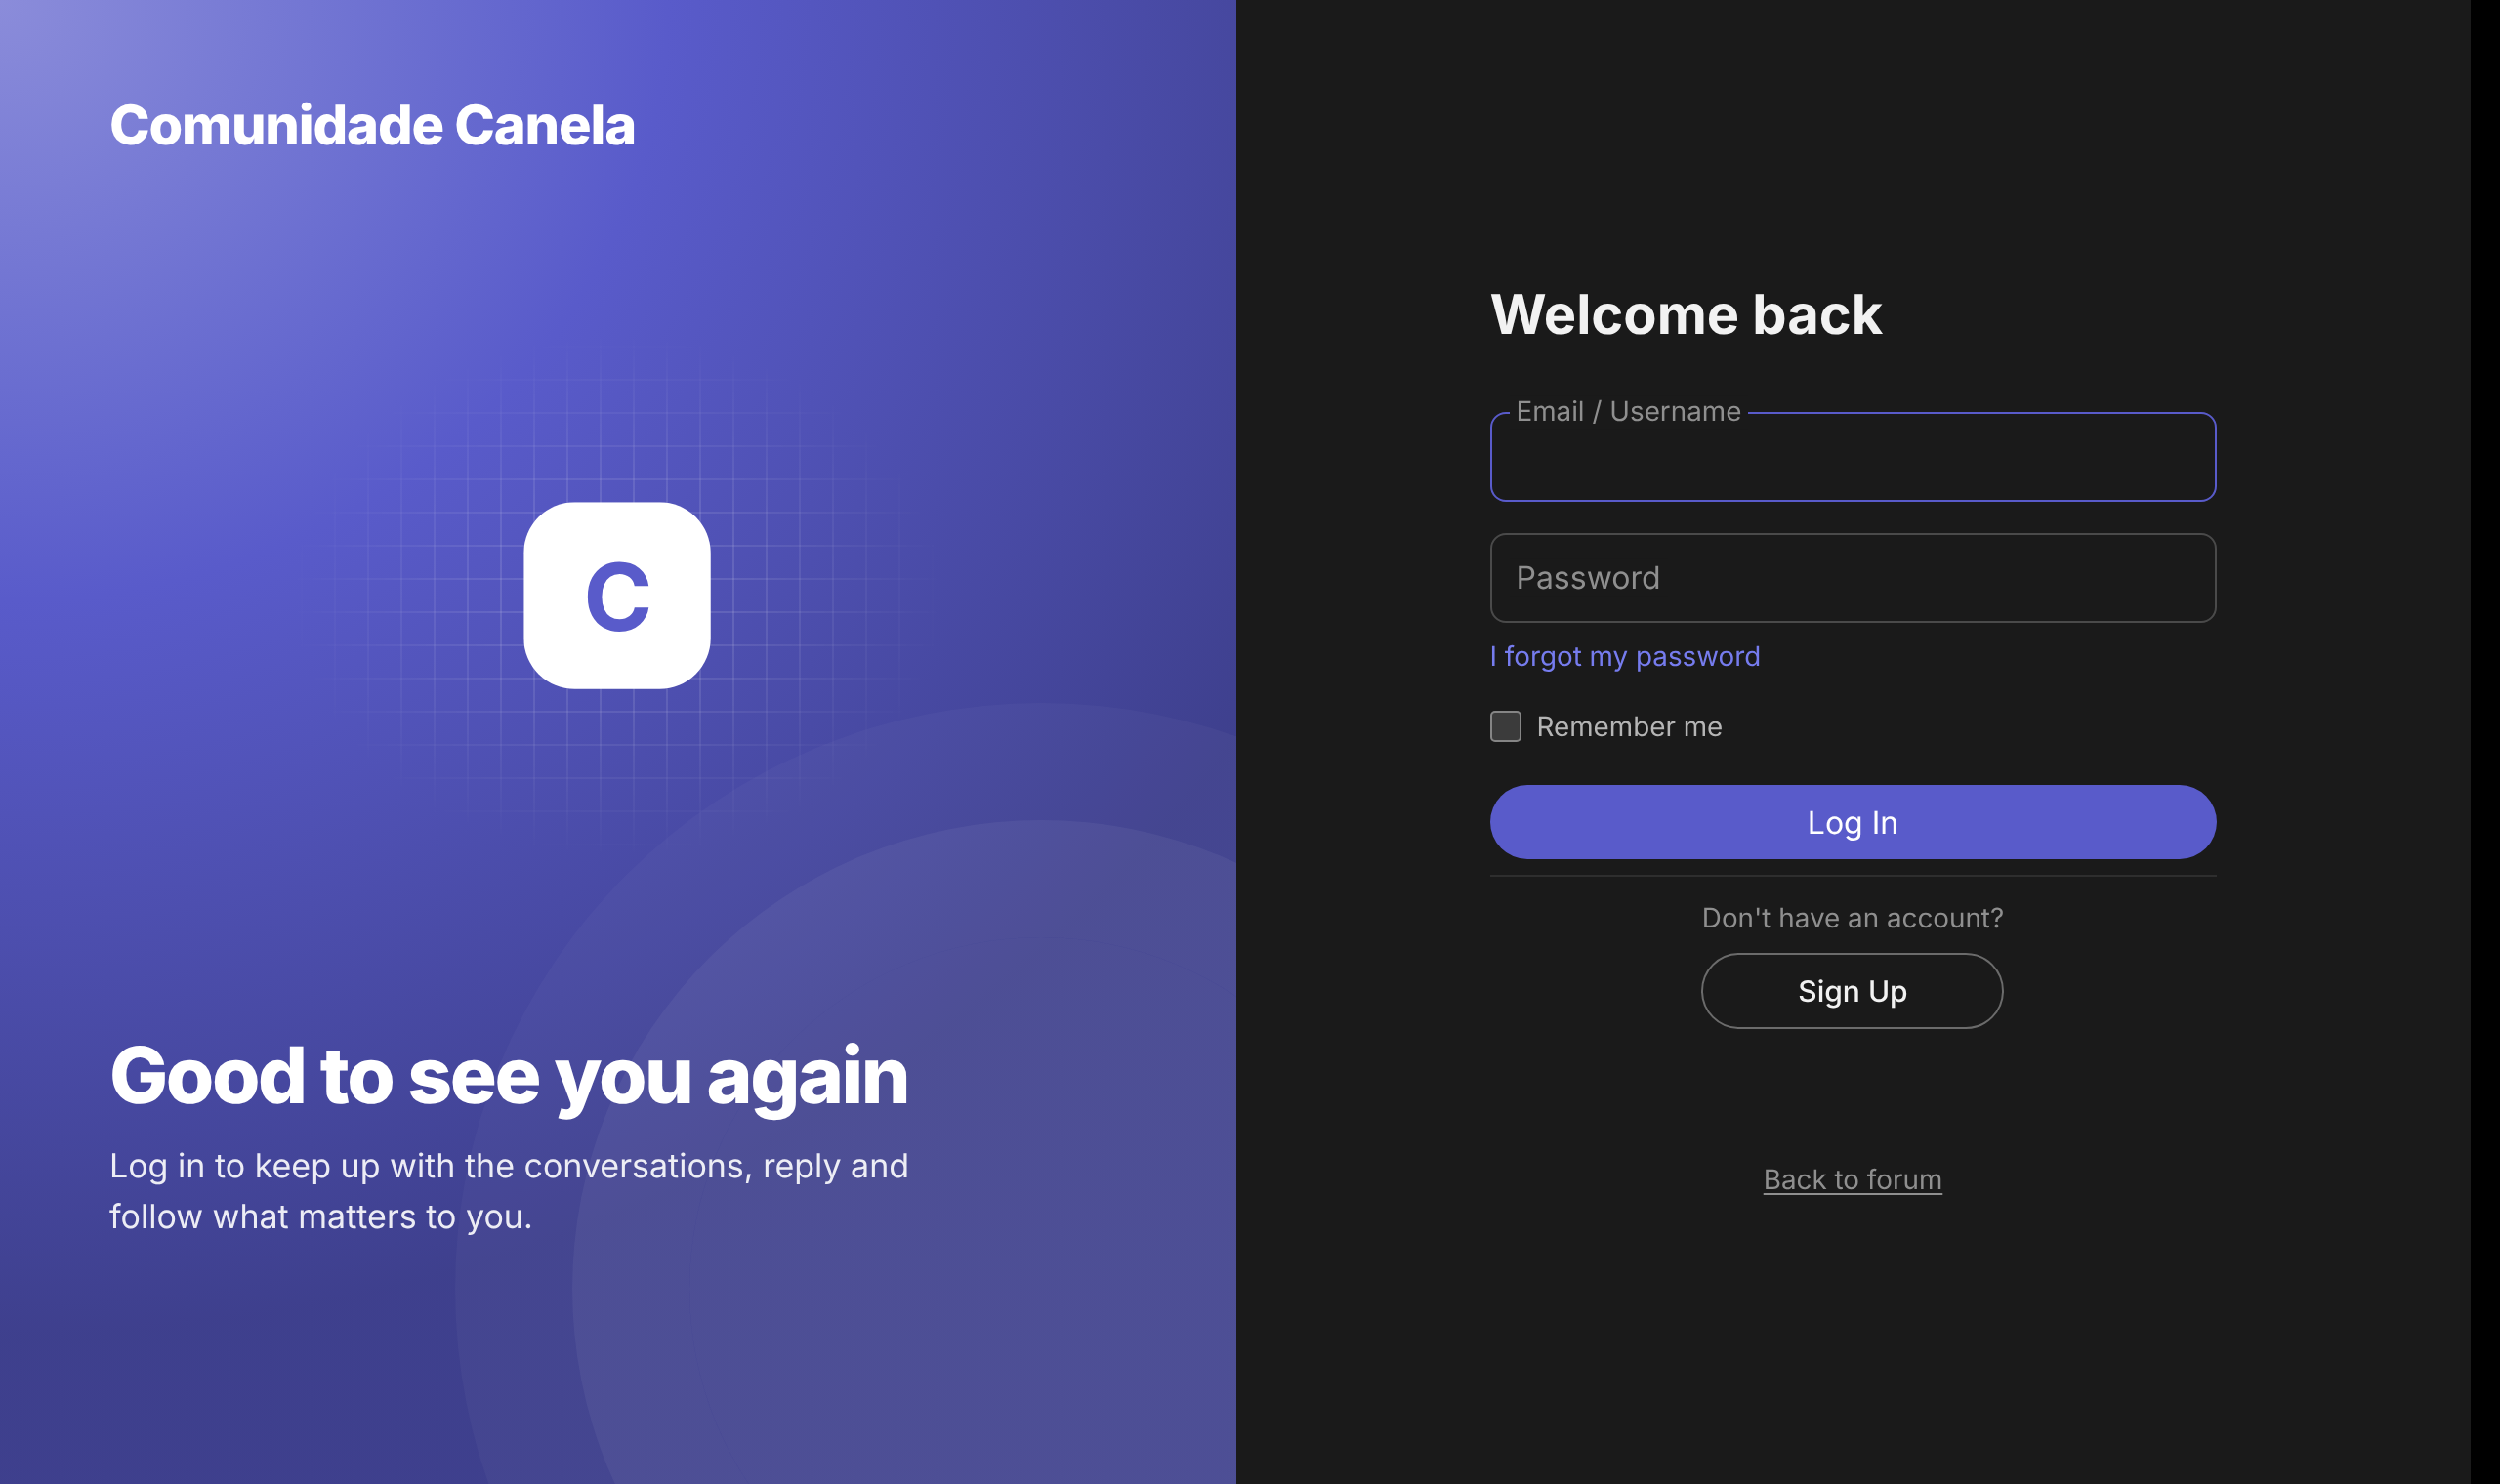 Comunidade Canela
C
Good to see you again
Log in to keep up with the conversations, reply and
follow what matters to you.
Welcome back
Email / Username
Password
I forgot my password
Remember me
Log In
Don't have an account?
Sign Up
Back to forum